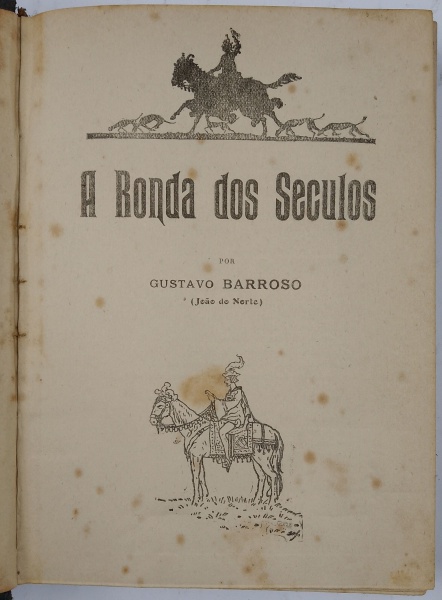 A Ronda dos Seculos
POR
GUSTAVO BARROSO
(João do Norte)